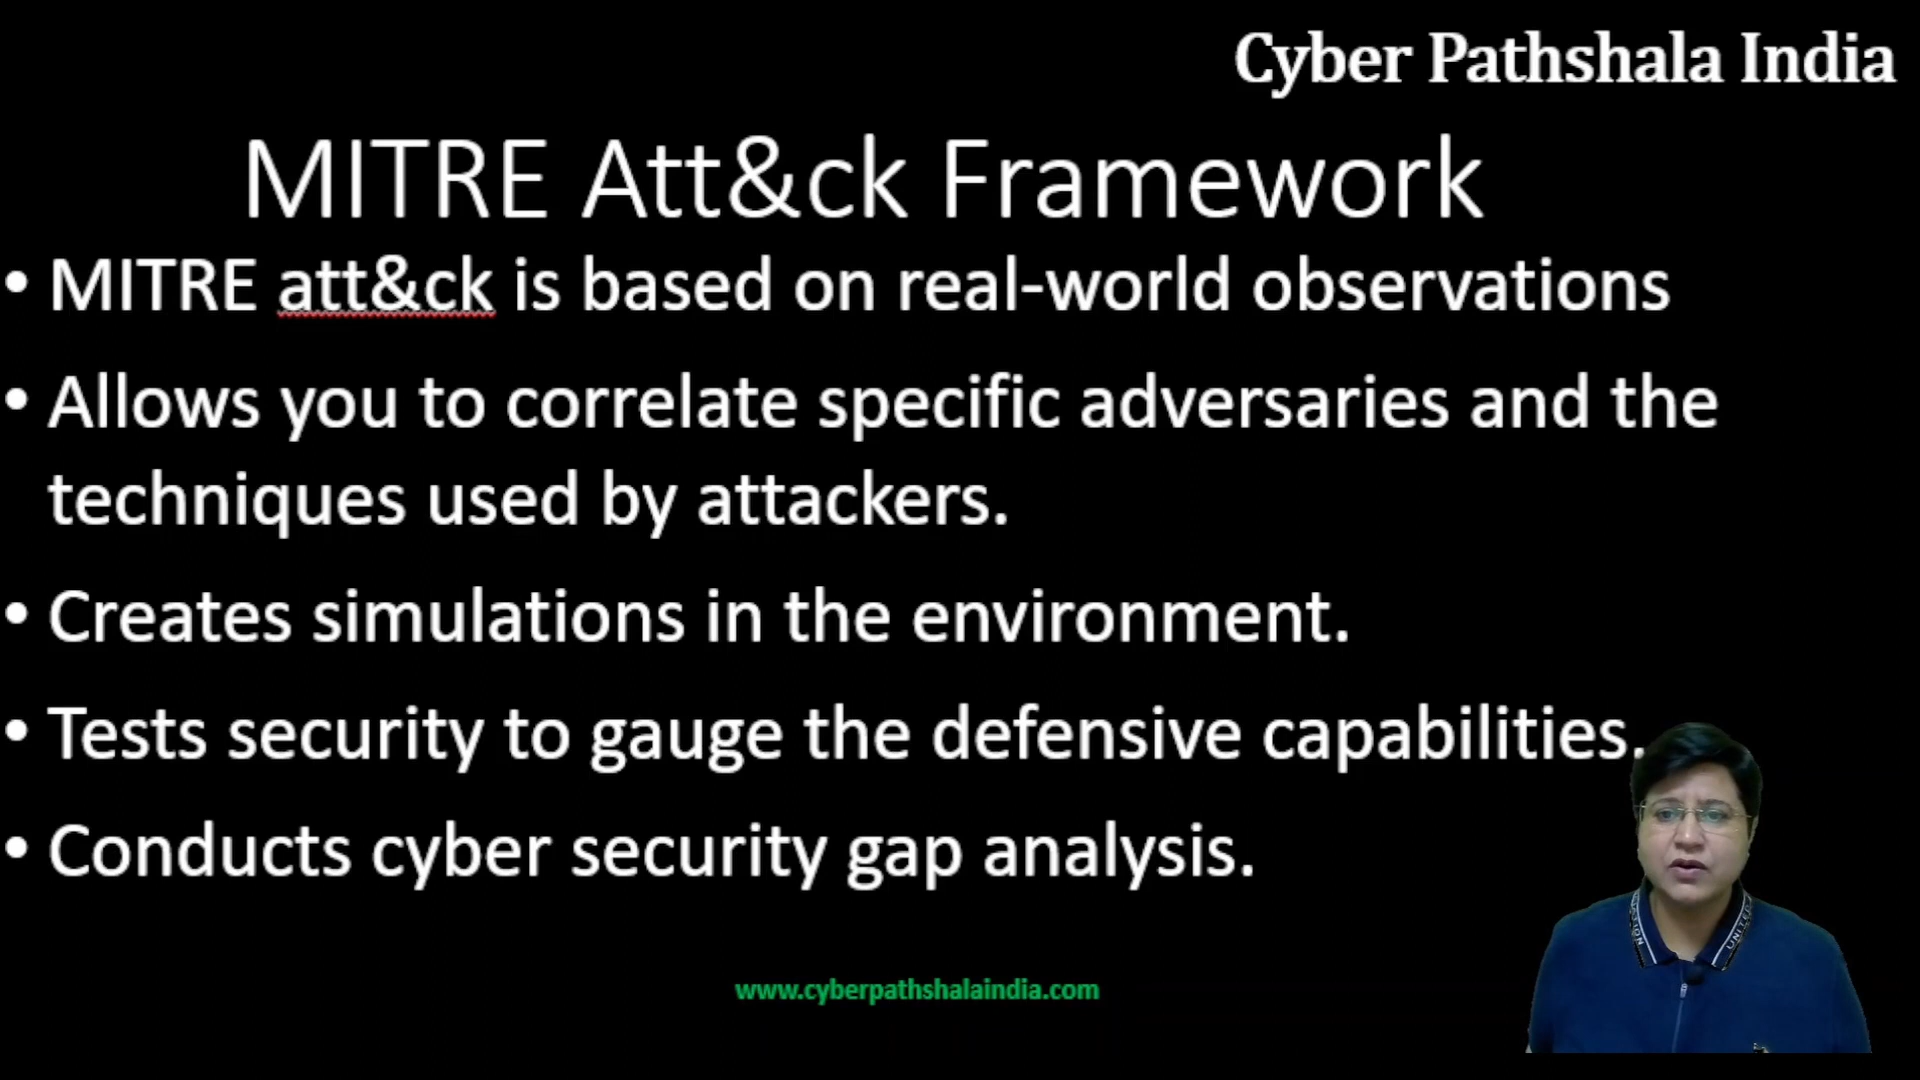 Cyber Pathshala India
MITRE Att&ck Framework
• MITRE att&ck is based on real-world observations
• Allows you to correlate specific adversaries and the
techniques used by attackers.
• Creates simulations in the environment.
• Tests security to gauge the defensive capabilities.
• Conducts cyber security gap analysis.
www.cyberpathshalaindia.com